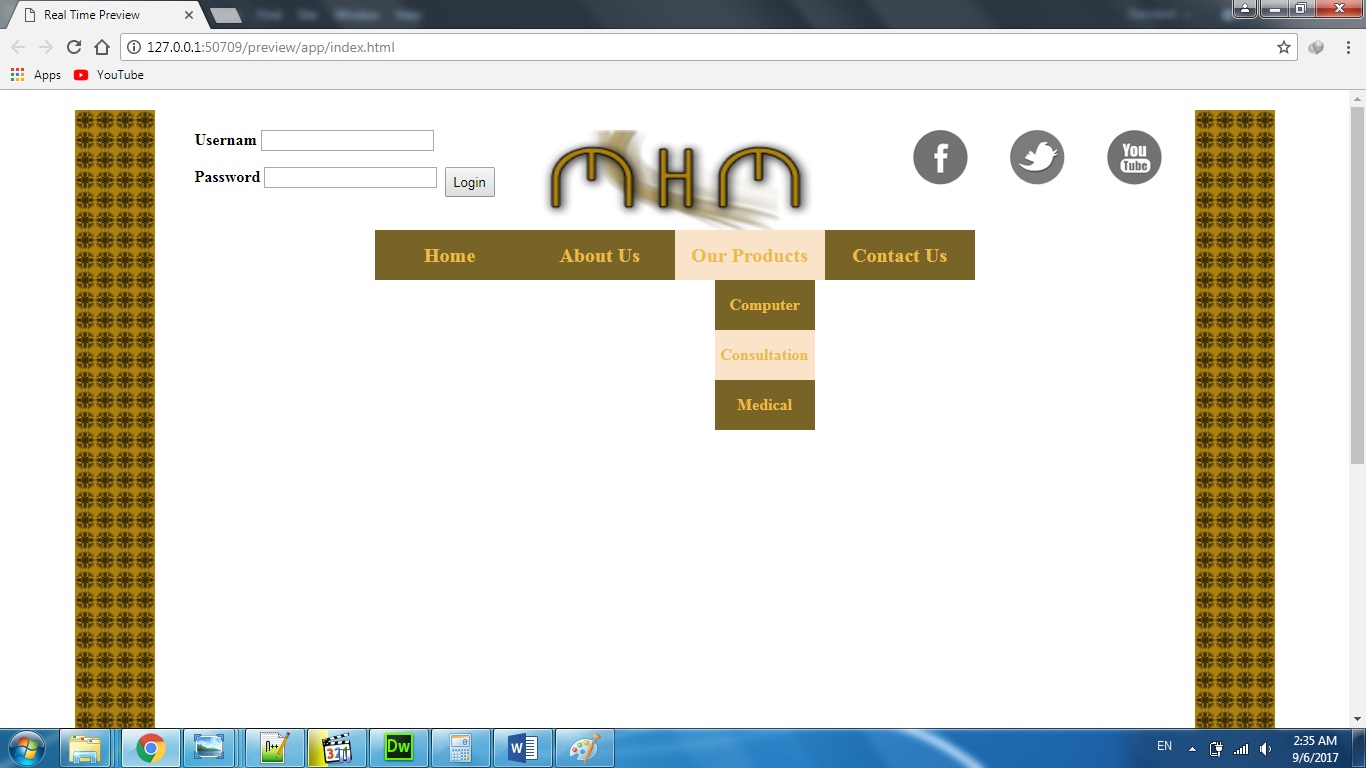 Real Time Preview
127.0.0.1:50709/preview/app/index.html
Apps YouTube
Usernam
Password Login
MHM
f
You
Tube
Home About Us Our Products Contact Us
Computer
Consultation
Medical
N++
321
Dw
W
EN
2:35 AM
9/6/2017